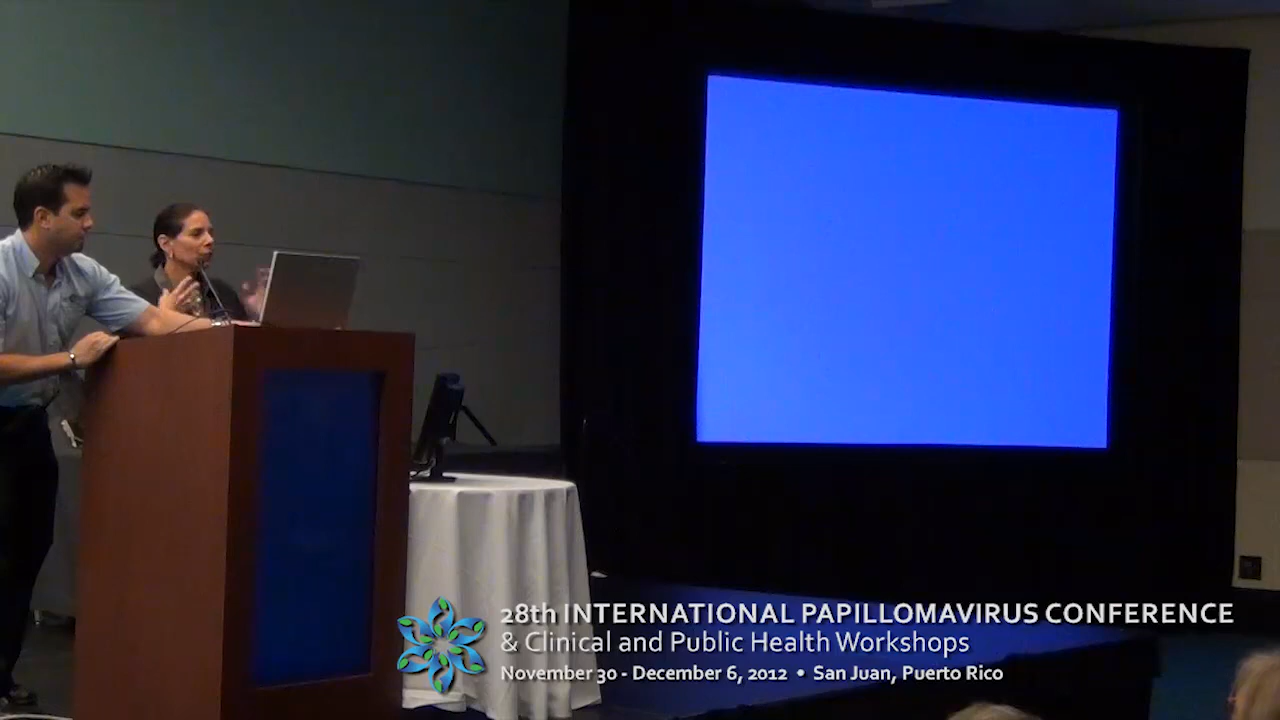 28th INTERNATIONAL PAPILLOMAVIRUS CONFERENCE
& Clinical and Public Health Workshops
November 30 - December 6, 2012 • San Juan, Puerto Rico